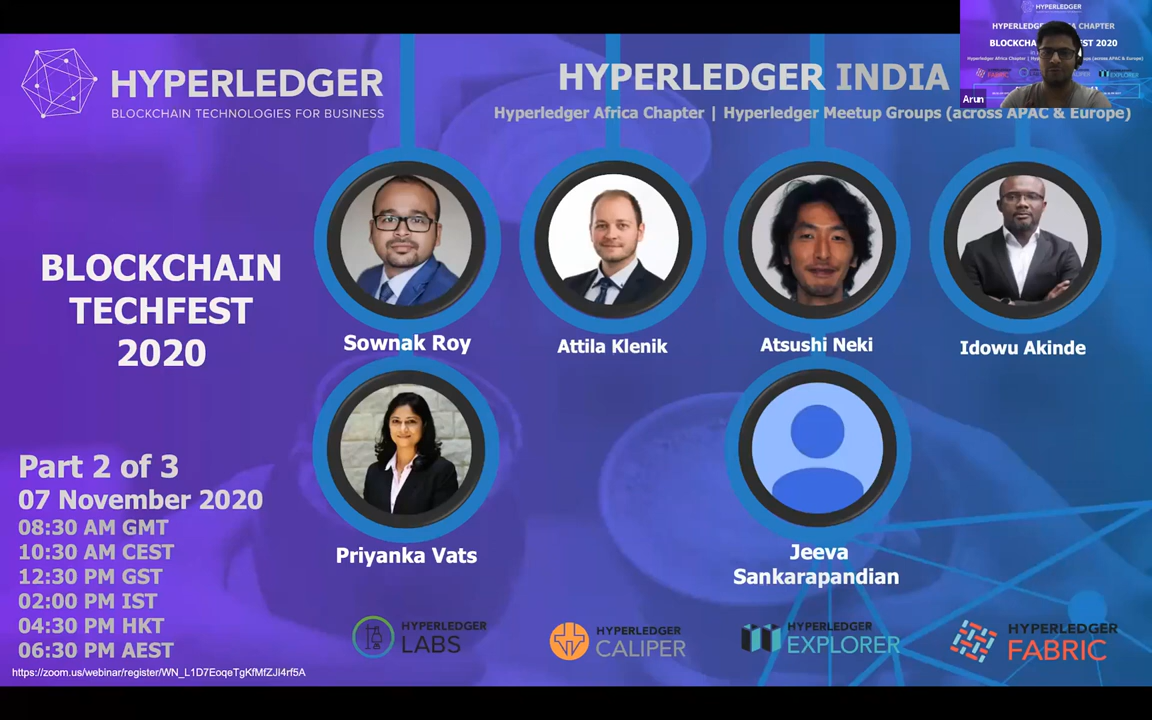 HYPERLEDGER
BLOCKCHAIN TECHNOLOGIES FOR BUSINESS
HYPERLEDGER INDIA
Hyperledger Africa Chapter | Hyperledger Meetup Groups (across APAC & Europe)
HYPERLEDGER
CHAPTER
2020
EXPLORER
Arun
BLOCKCHAIN
TECHFEST
2020
Sownak Roy
Attila Klenik
Atsushi Neki
Idowu Akinde
Priyanka Vats
Jeeva
Sankarapandian
Part 2 of 3
07 November 2020
08:30 AM GMT
10:30 AM CEST
12:30 PM GST
02:00 PM IST
04:30 PM HKT
06:30 PM AEST
https://zoom.us/webinar/register/WN_L1D7EoqeTgKfMfZJl4rf5A
HYPERLEDGER
LABS
HYPERLEDGER
CALIPER
HYPERLEDGER
EXPLORER
HYPERLEDGER
FABRIC